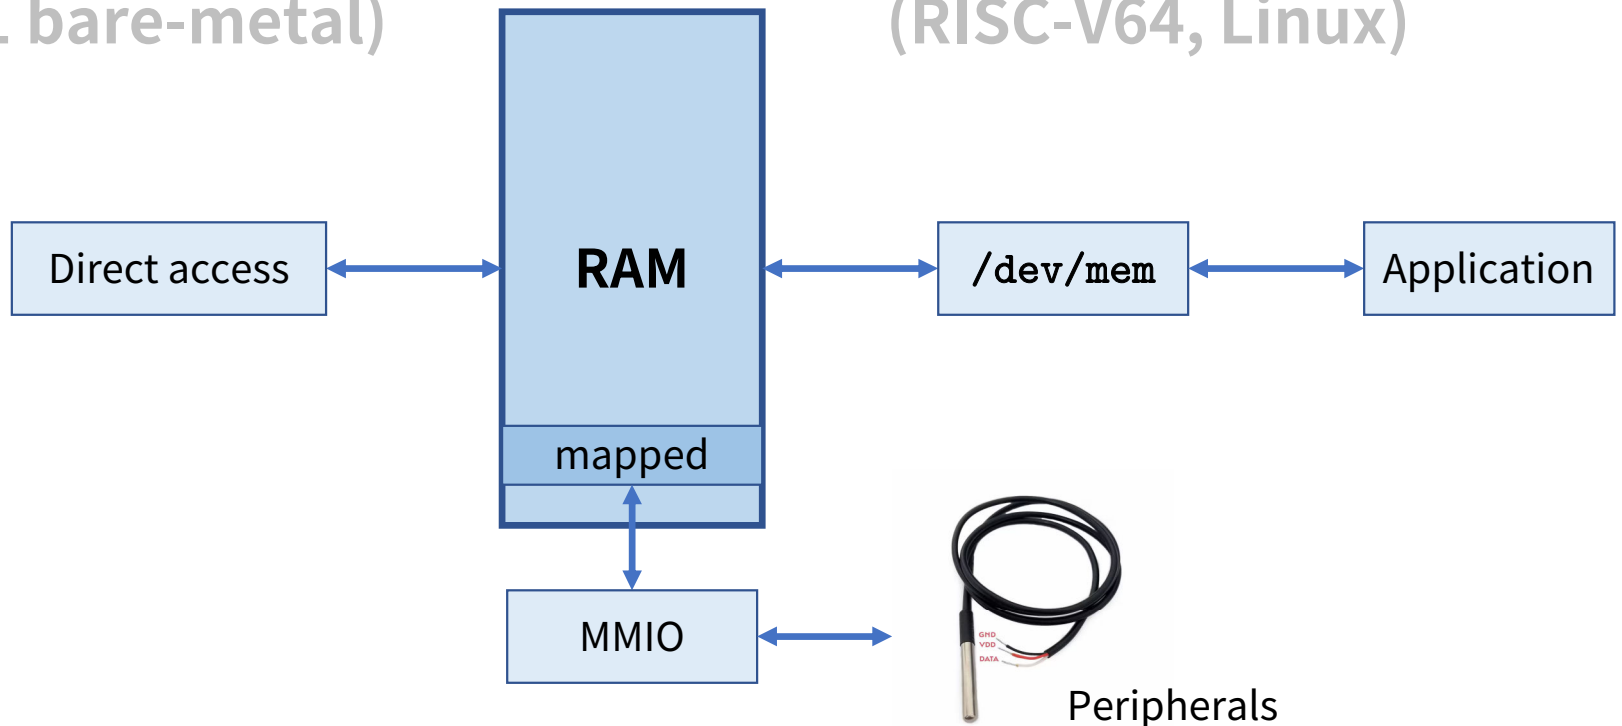 bare-metal)
(RISC-V64, Linux)
Direct access
RAM
/dev/mem
Application
mapped
MMIO
GND
VDD
DATA
Peripherals